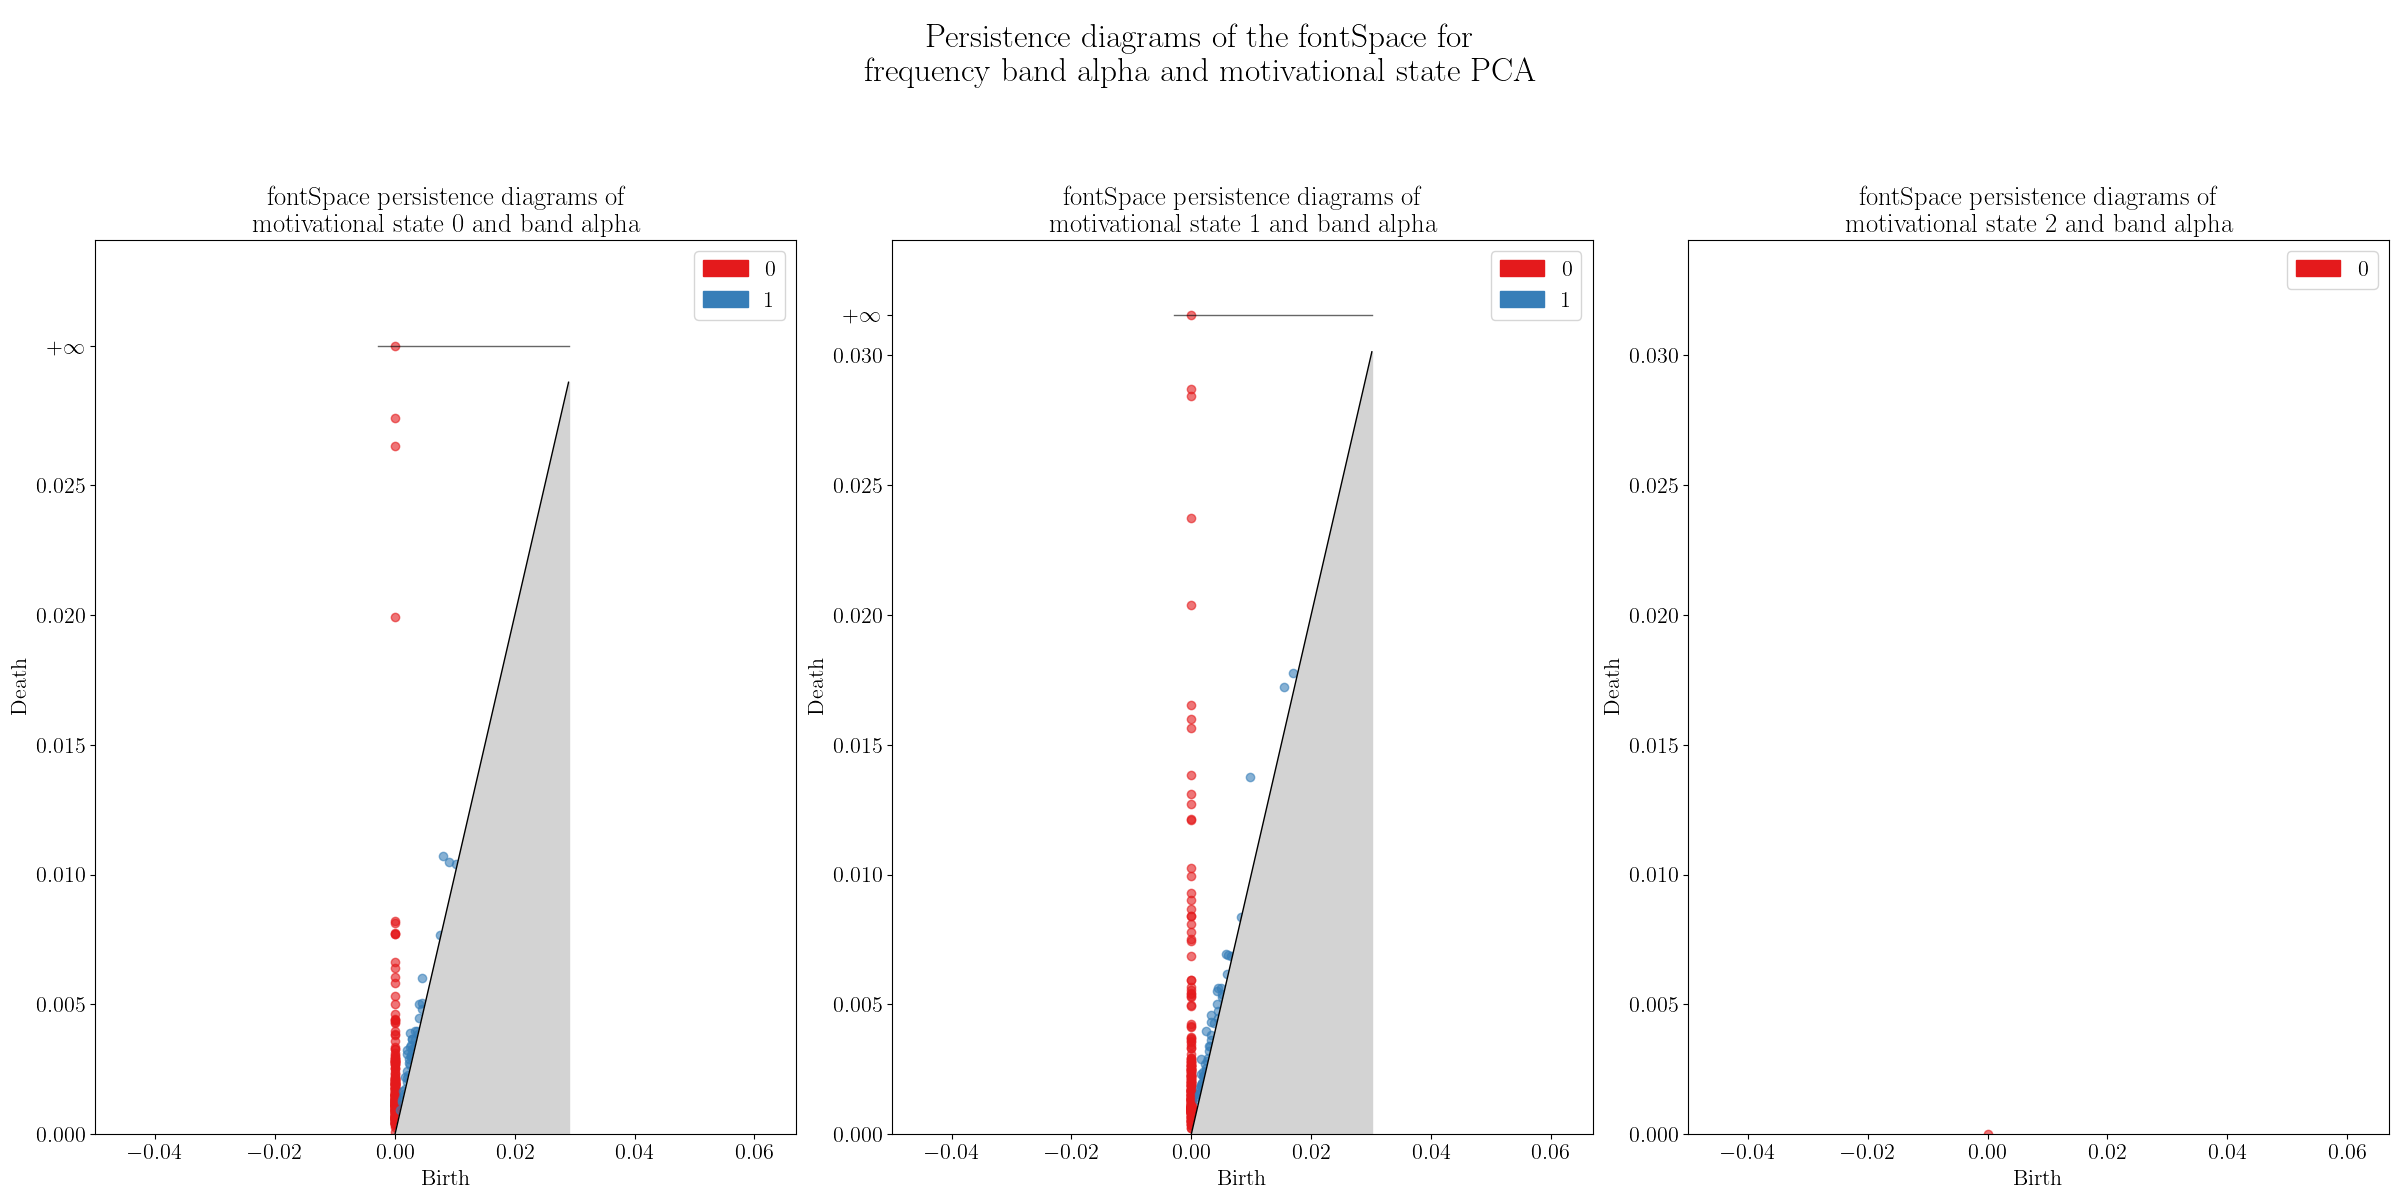 Persistence diagrams of the fontSpace for
frequency band alpha and motivational state PCA
fontSpace persistence diagrams of
motivational state 0 and band alpha
0
1
+∞
0.025
0.020
0.015
0.010
0.005
0.000
Death
−0.04 −0.02 0.00 0.02 0.04 0.06
Birth
fontSpace persistence diagrams of
motivational state 1 and band alpha
0
1
+∞
0.030
0.025
0.020
0.015
0.010
0.005
0.000
Death
−0.04 −0.02 0.00 0.02 0.04 0.06
Birth
fontSpace persistence diagrams of
motivational state 2 and band alpha
0
0.030
0.025
0.020
0.015
0.010
0.005
0.000
Death
−0.04 −0.02 0.00 0.02 0.04 0.06
Birth